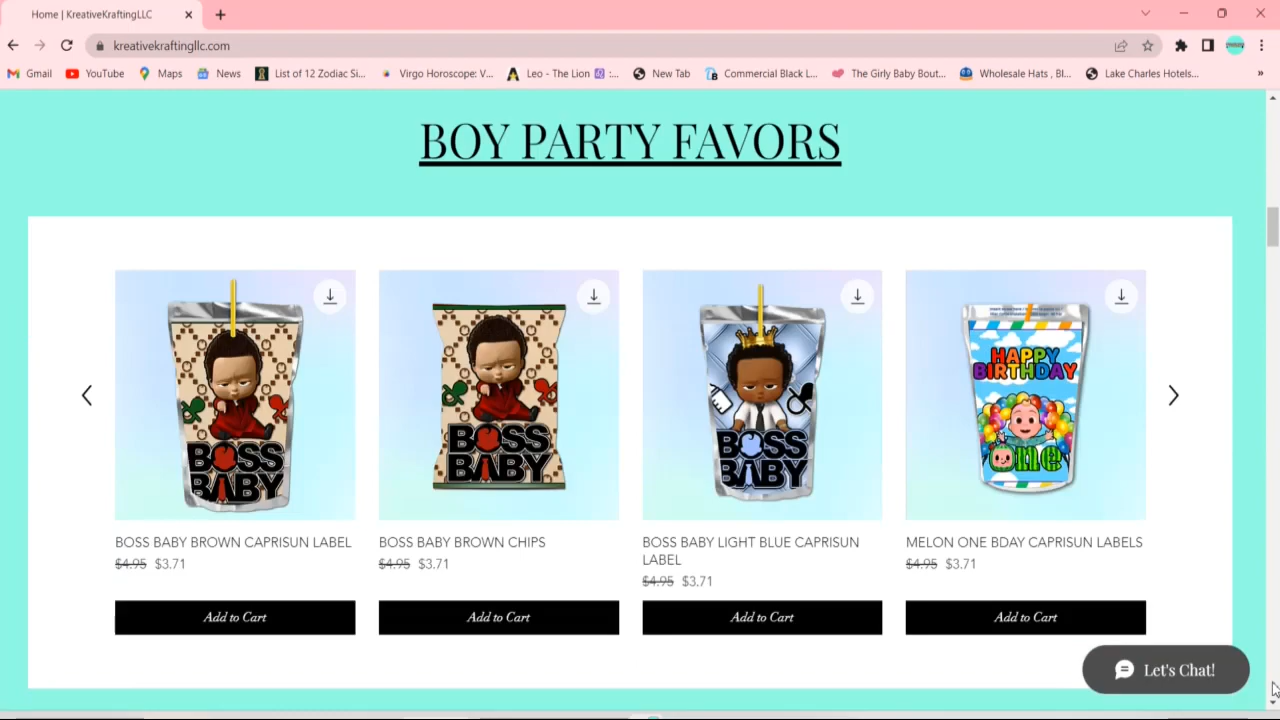 Home | KreativeKraftingLLC
kreativekraftingllc.com
Gmail
YouTube
Maps
News
List of 12 Zodiac Si...
Virgo Horoscope: V...
Leo - The Lion ♌ :...
New Tab
Commercial Black L...
The Girly Baby Bout...
Wholesale Hats , Bl...
Lake Charles Hotels...
»
BOY PARTY FAVORS
BOSS
BABY
BOSS
BABY
BOSS
BABY
HAPPY
BIRTHDAY
One
BOSS BABY BROWN CAPRISUN LABEL
$4.95 $3.71
Add to Cart
BOSS BABY BROWN CHIPS
$4.95 $3.71
Add to Cart
BOSS BABY LIGHT BLUE CAPRISUN
LABEL
$4.95 $3.71
Add to Cart
MELON ONE BDAY CAPRISUN LABELS
$4.95 $3.71
Add to Cart
Let's Chat!